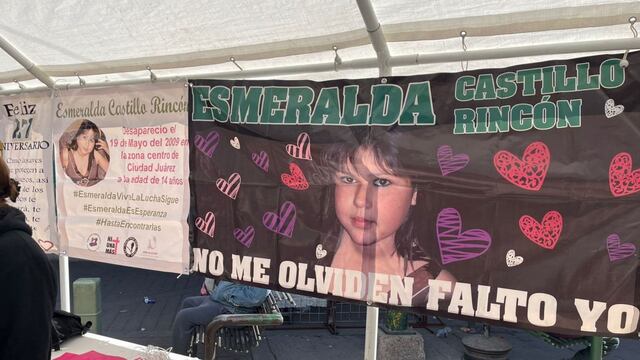 Feliz
27
ANIVERSARIO
Esmeralda Castillo Rincón
Desapareció el
19 de Mayo del 2009 en
la zona centro de
Ciudad Juárez
a la edad de 14 años
#EsmeraldaViveLaLuchaSigue
#EsmeraldaEsEsperanza
#HastaEncontrarlas
ESMERALDA CASTILLO
RINCÓN
NO ME OLVIDEN FALTO YO